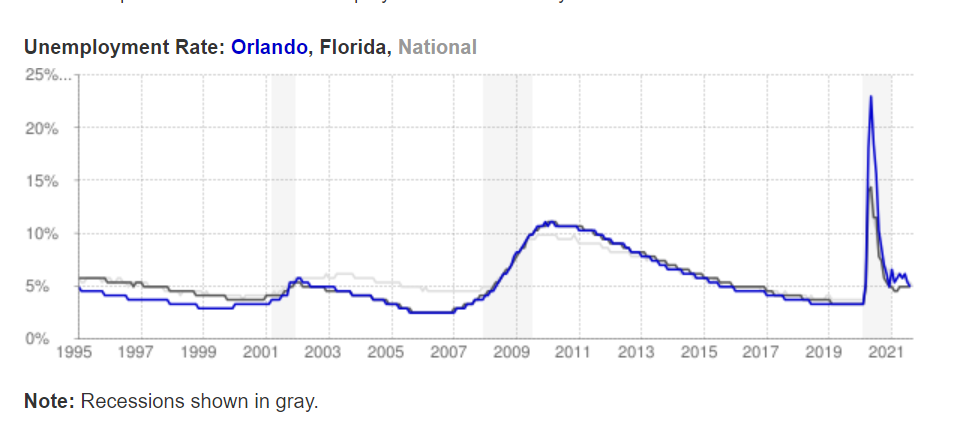 Unemployment Rate: Orlando, Florida, National
25%...
20%
15%
10%
5%
0%
1995 1997 1999 2001 2003 2005 2007 2009 2011 2013 2015 2017 2019 2021
Note: Recessions shown in gray.